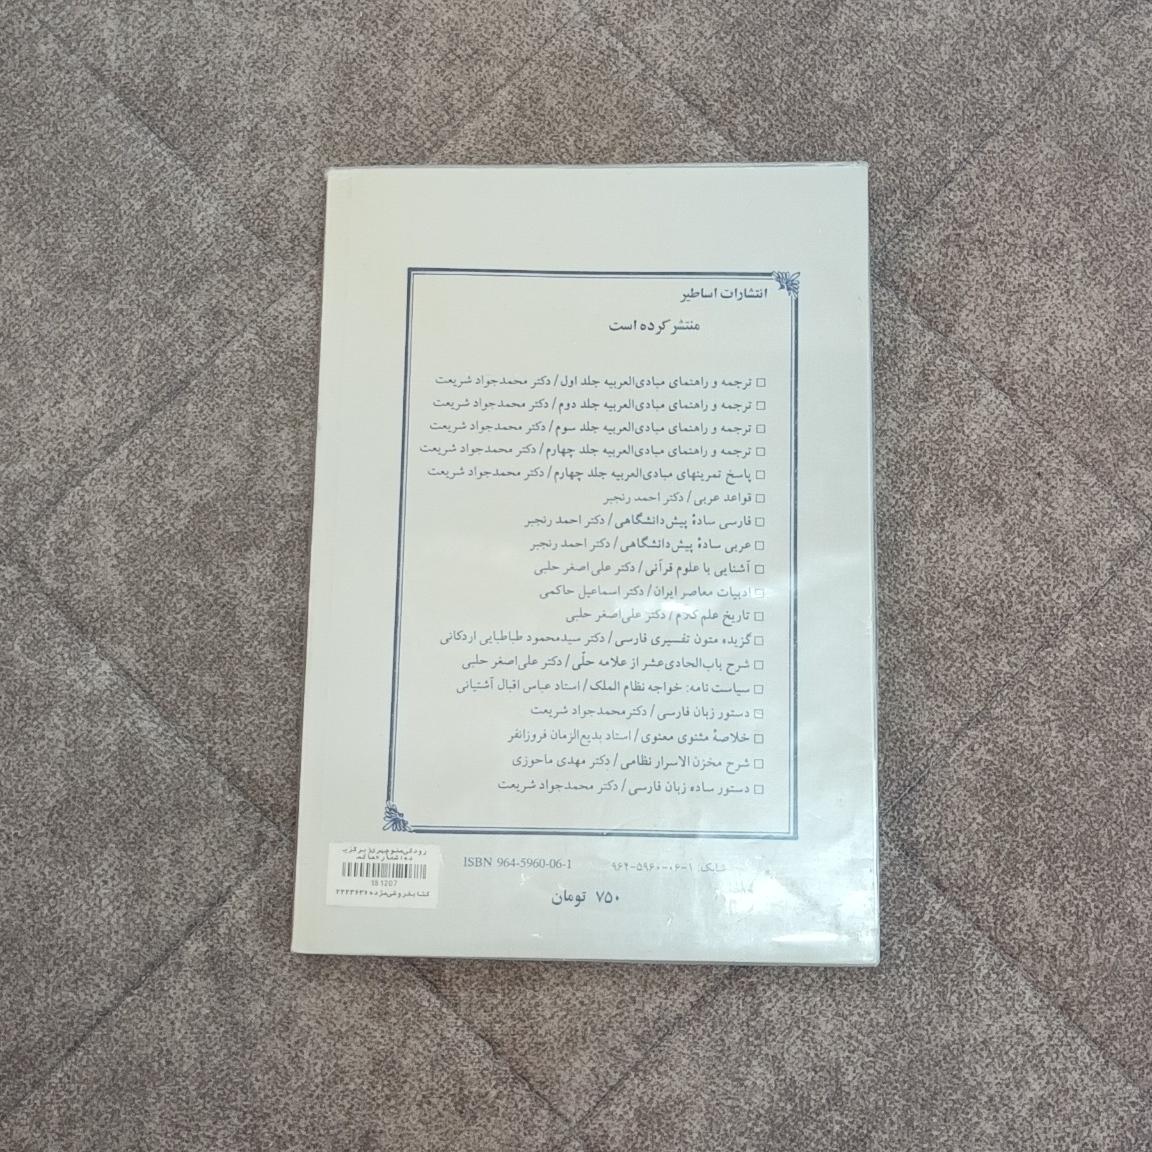 انتشارات اساطیر
منتشر کرده است
□ ترجمه و راهنمای مبادی‌العربیه جلد اول / دکتر محمدجواد شریعت
□ ترجمه و راهنمای مبادی‌العربیه جلد دوم / دکتر محمدجواد شریعت
□ ترجمه و راهنمای مبادی‌العربیه جلد سوم / دکتر محمدجواد شریعت
□ ترجمه و راهنمای مبادی‌العربیه جلد چهارم / دکتر محمدجواد شریعت
□ پاسخ تمرینهای مبادی‌العربیه جلد چهارم / دکتر محمدجواد شریعت
□ قواعد عربی / دکتر احمد رنجبر
□ فارسی سادهٔ پیش‌دانشگاهی / دکتر احمد رنجبر
□ عربی سادهٔ پیش‌دانشگاهی / دکتر احمد رنجبر
□ آشنایی با علوم قرآنی / دکتر علی‌اصغر حلبی
□ ادبیات معاصر ایران / دکتر اسماعیل حاکمی
□ تاریخ علم کلام / دکتر علی‌اصغر حلبی
□ گزیده متون تفسیری فارسی / دکتر سیدمحمود طباطبایی اردکانی
□ شرح باب‌الحادی‌عشر از علامه حلّی / دکتر علی‌اصغر حلبی
□ سیاست نامه: خواجه نظام الملک / استاد عباس اقبال آشتیانی
□ دستور زبان فارسی / دکتر محمدجواد شریعت
□ خلاصهٔ مثنوی معنوی / استاد بدیع‌الزمان فروزانفر
□ شرح مخزن الاسرار نظامی / دکتر مهدی ماحوزی
□ دستور ساده زبان فارسی / دکتر محمدجواد شریعت
شابک: ۱-۰۶-۵۹۶۰-۹۶۴ ISBN 964-5960-06-1
۷۵۰ تومان
181207
کتابفروشی‌مژده